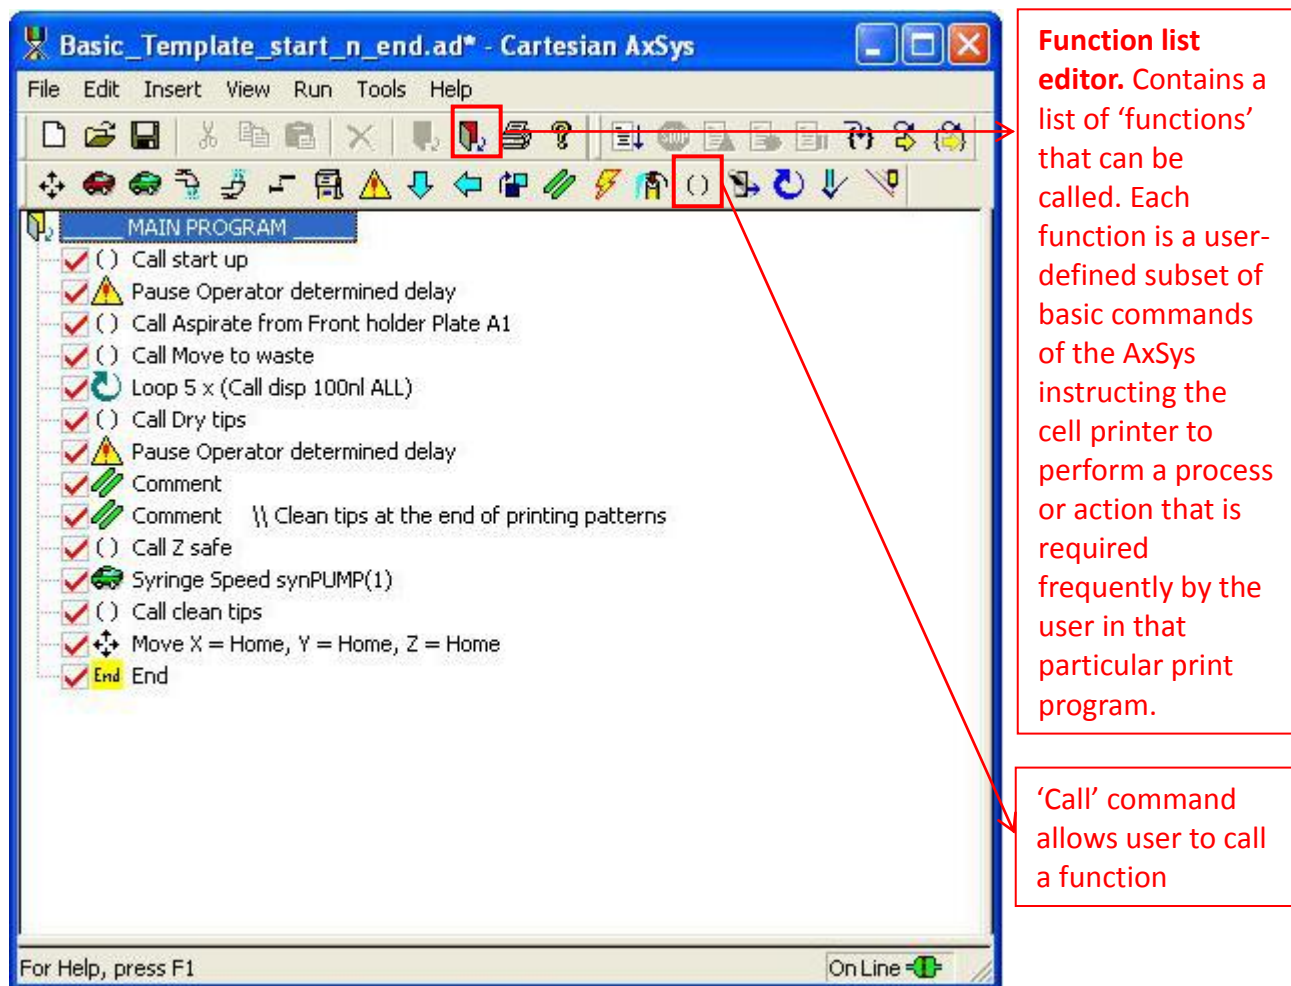 Basic_Template_start_n_end.ad* - Cartesian AxSys
File Edit Insert View Run Tools Help
STOP
( )
_____ MAIN PROGRAM _____
( ) Call start up
Pause Operator determined delay
( ) Call Aspirate from Front holder Plate A1
( ) Call Move to waste
Loop 5 x (Call disp 100nl ALL)
( ) Call Dry tips
Pause Operator determined delay
Comment
Comment \\ Clean tips at the end of printing patterns
( ) Call Z safe
Syringe Speed synPUMP(1)
( ) Call clean tips
Move X = Home, Y = Home, Z = Home
End End
For Help, press F1
On Line
Function list
editor. Contains a
list of ‘functions’
that can be
called. Each
function is a user-
defined subset of
basic commands
of the AxSys
instructing the
cell printer to
perform a process
or action that is
required
frequently by the
user in that
particular print
program.
‘Call’ command
allows user to call
a function